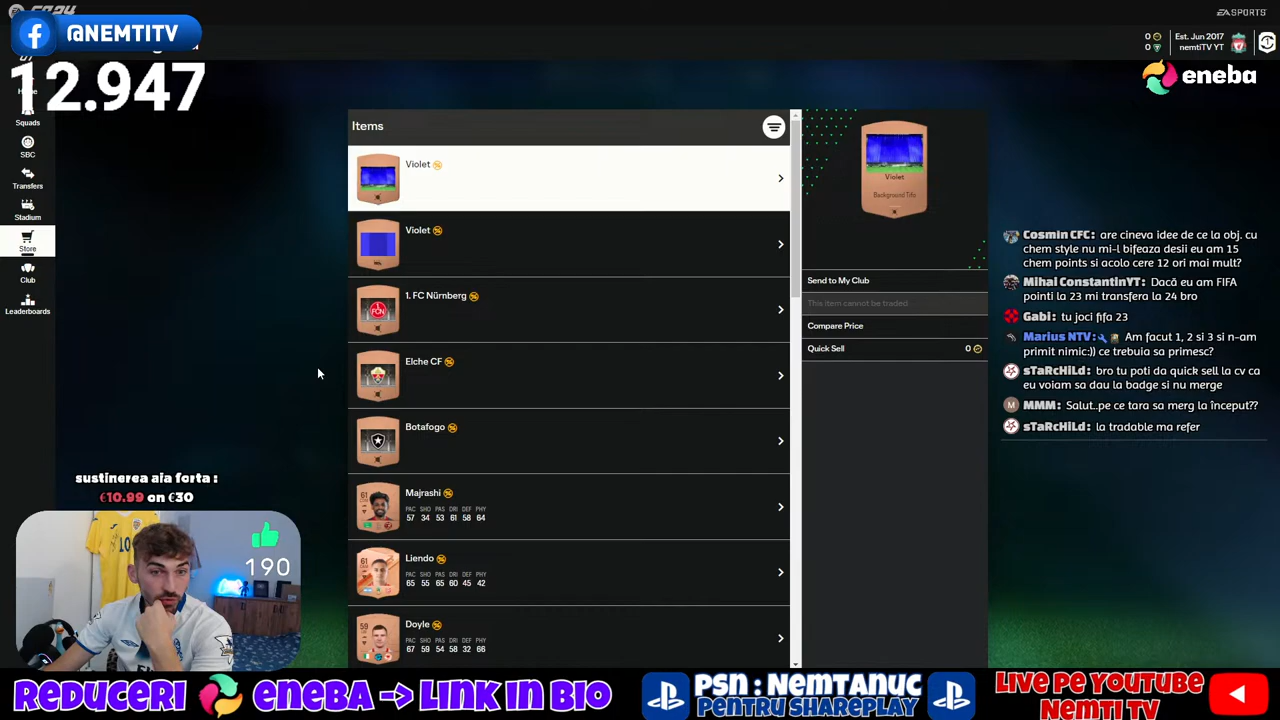 FC24
EA SPORTS
@NEMTITV
12.947
0
0
Est. Jun 2017
nemtiTV YT
eneba
Squads
SBC
Transfers
Stadium
Store
Club
Leaderboards
Items
Violet
Violet
NHL
1. FC Nürnberg
Elche CF
Botafogo
Majrashi
61
PAC SHO PAS DRI DEF PHY
57 34 53 61 58 64
Liendo
61
PAC SHO PAS DRI DEF PHY
65 55 65 60 45 42
Doyle
59
PAC SHO PAS DRI DEF PHY
67 59 54 58 32 66
Violet
Background Tifo
Send to My Club
This item cannot be traded
Compare Price
Quick Sell 0
Cosmin CFC: are cineva idee de ce la obj. cu
chem style nu mi-l bifeaza desii eu am 15
chem points si acolo cere 12 ori mai mult?
Mihai ConstantinYT: Dacă eu am FIFA
pointi la 23 mi transfera la 24 bro
Gabi: tu joci fifa 23
Marius NTV: Am facut 1, 2 si 3 si n-am
primit nimic:)) ce trebuia sa primesc?
sTaRcHiLd: bro tu poti da quick sell la cv ca
eu voiam sa dau la badge si nu merge
MMM: Salut..pe ce tara sa merg la început??
sTaRcHiLd: la tradable ma refer
sustinerea aia forta :
€10.99 on €30
190
REDUCERI ENEBA -> LINK IN BIO
PSN : NEMTANUC
PENTRU SHAREPLAY
LIVE PE YOUTUBE
NEMTI TV